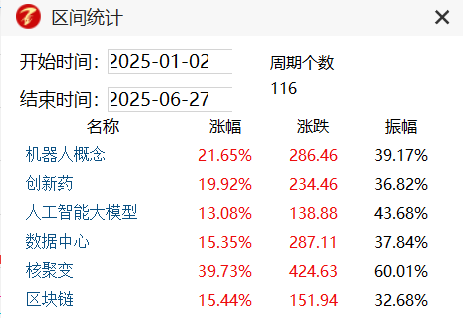 区间统计
开始时间: 2025-01-02 周期个数
116
结束时间: 2025-06-27
名称 涨幅 涨跌 振幅
机器人概念 21.65% 286.46 39.17%
创新药 19.92% 234.46 36.82%
人工智能大模型 13.08% 138.88 43.68%
数据中心 15.35% 287.11 37.84%
核聚变 39.73% 424.63 60.01%
区块链 15.44% 151.94 32.68%